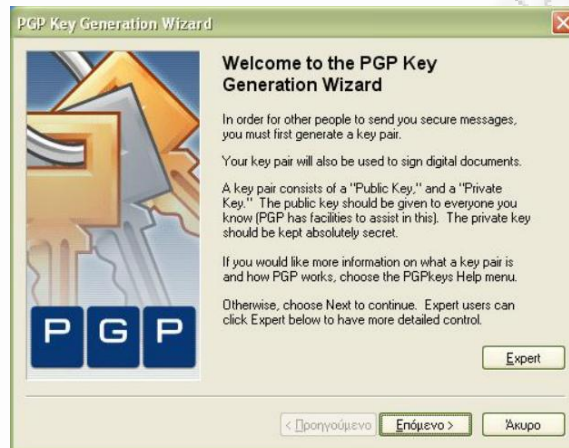 PGP Key Generation Wizard
Welcome to the PGP Key
Generation Wizard
In order for other people to send you secure messages,
you must first generate a key pair.
Your key pair will also be used to sign digital documents.
A key pair consists of a "Public Key," and a "Private
Key." The public key should be given to everyone you
know (PGP has facilities to assist in this). The private key
should be kept absolutely secret.
If you would like more information on what a key pair is
and how PGP works, choose the PGPkeys Help menu.
Otherwise, choose Next to continue. Expert users can
click Expert below to have more detailed control.
PGP
Expert
< Προηγούμενο Επόμενο > Άκυρο